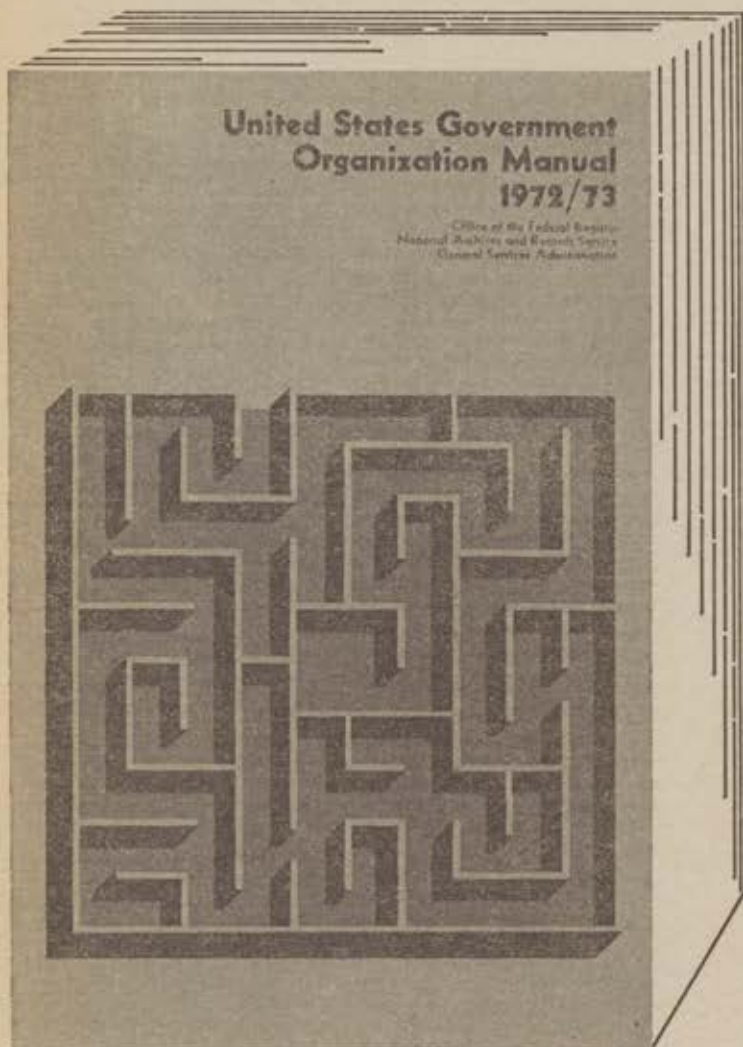 United States Government
Organization Manual
1972/73
Office of the Federal Register
National Archives and Records Service
General Services Administration